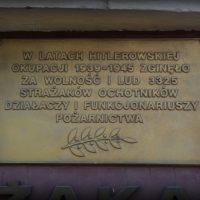 W LATACH HITLEROWSKIEJ
OKUPACJI 1939-1945 ZGINĘŁO
ZA WOLNOŚĆ I LUD 3325
STRAŻAKÓW OCHOTNIKÓW
DZIAŁACZY I FUNKCJONARIUSZY
POŻARNICTWA